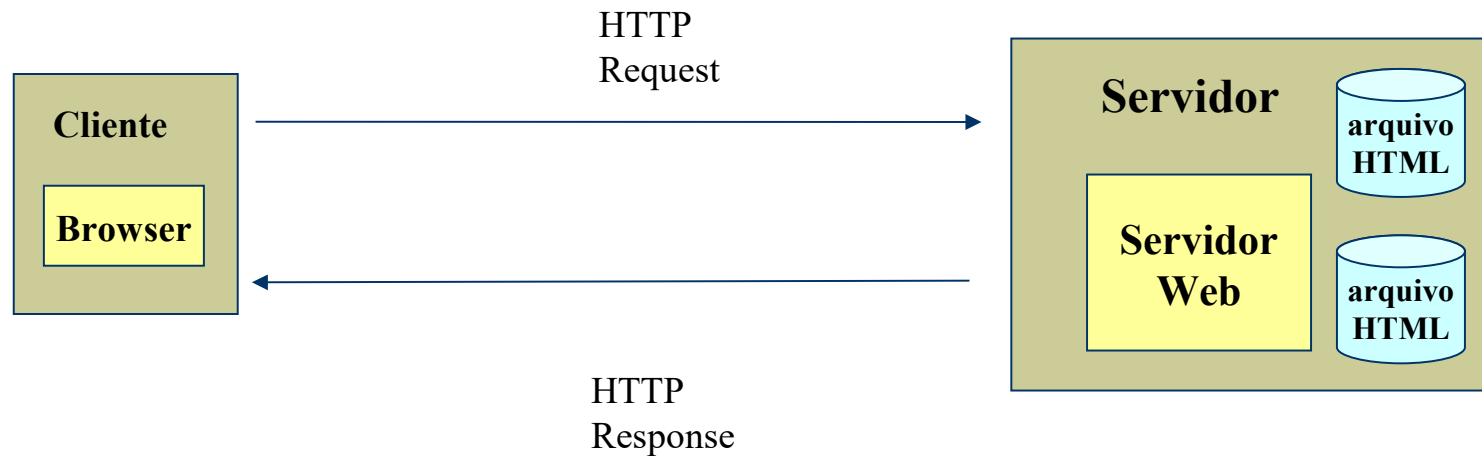 HTTP
Request
Cliente
Browser
Servidor
Servidor
Web
arquivo
HTML
arquivo
HTML
HTTP
Response